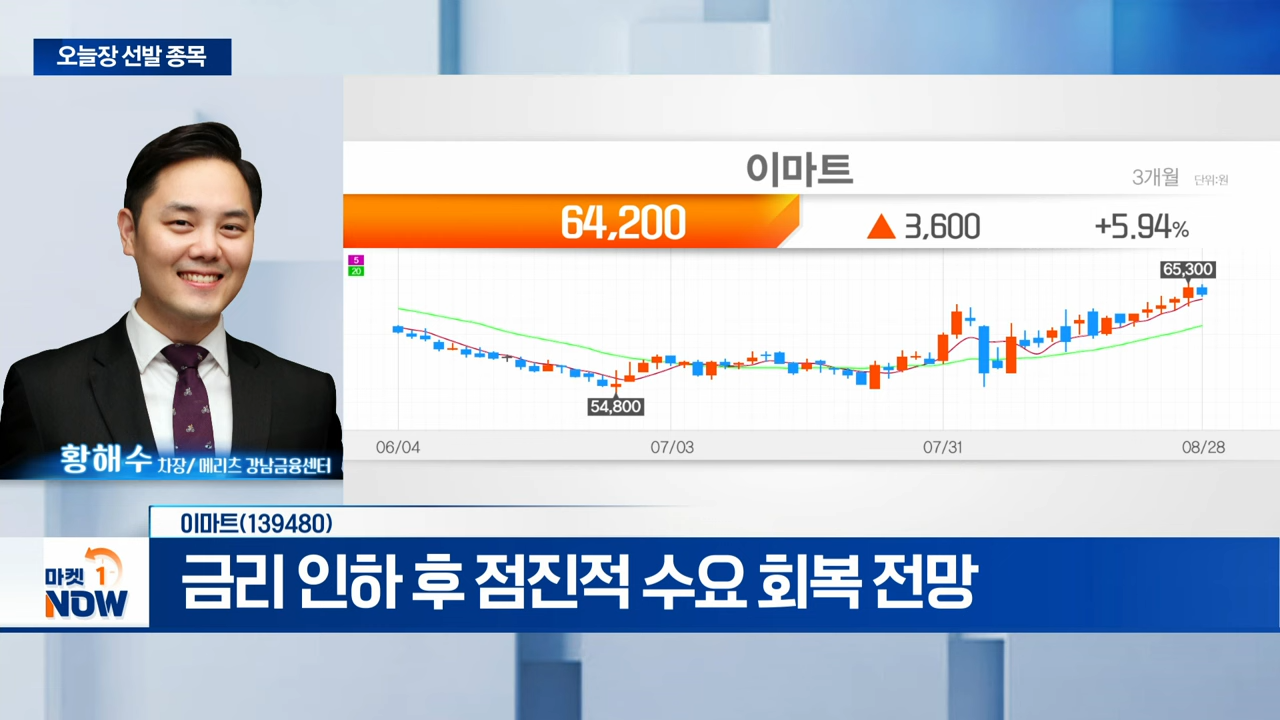 오늘장 선발 종목
이마트
3개월 단위:원
64,200 ▲ 3,600 +5.94%
5
20
65,300
54,800
06/04 07/03 07/31 08/28
황해수 차장/ 메리츠 강남금융센터
이마트(139480)
마켓 1
NOW
금리 인하 후 점진적 수요 회복 전망